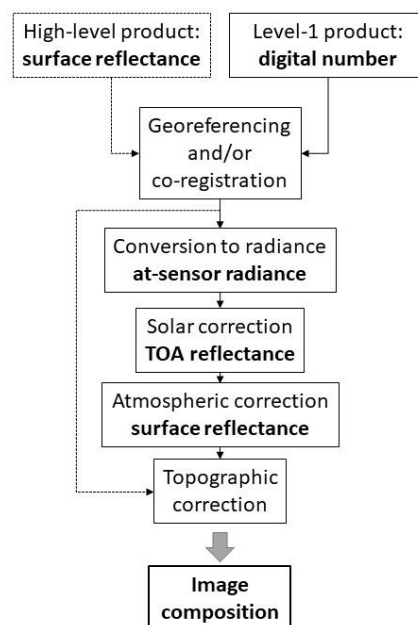 High-level product:
surface reflectance
Level-1 product:
digital number
Georeferencing
and/or
co-registration
Conversion to radiance
at-sensor radiance
Solar correction
TOA reflectance
Atmospheric correction
surface reflectance
Topographic
correction
Image
composition